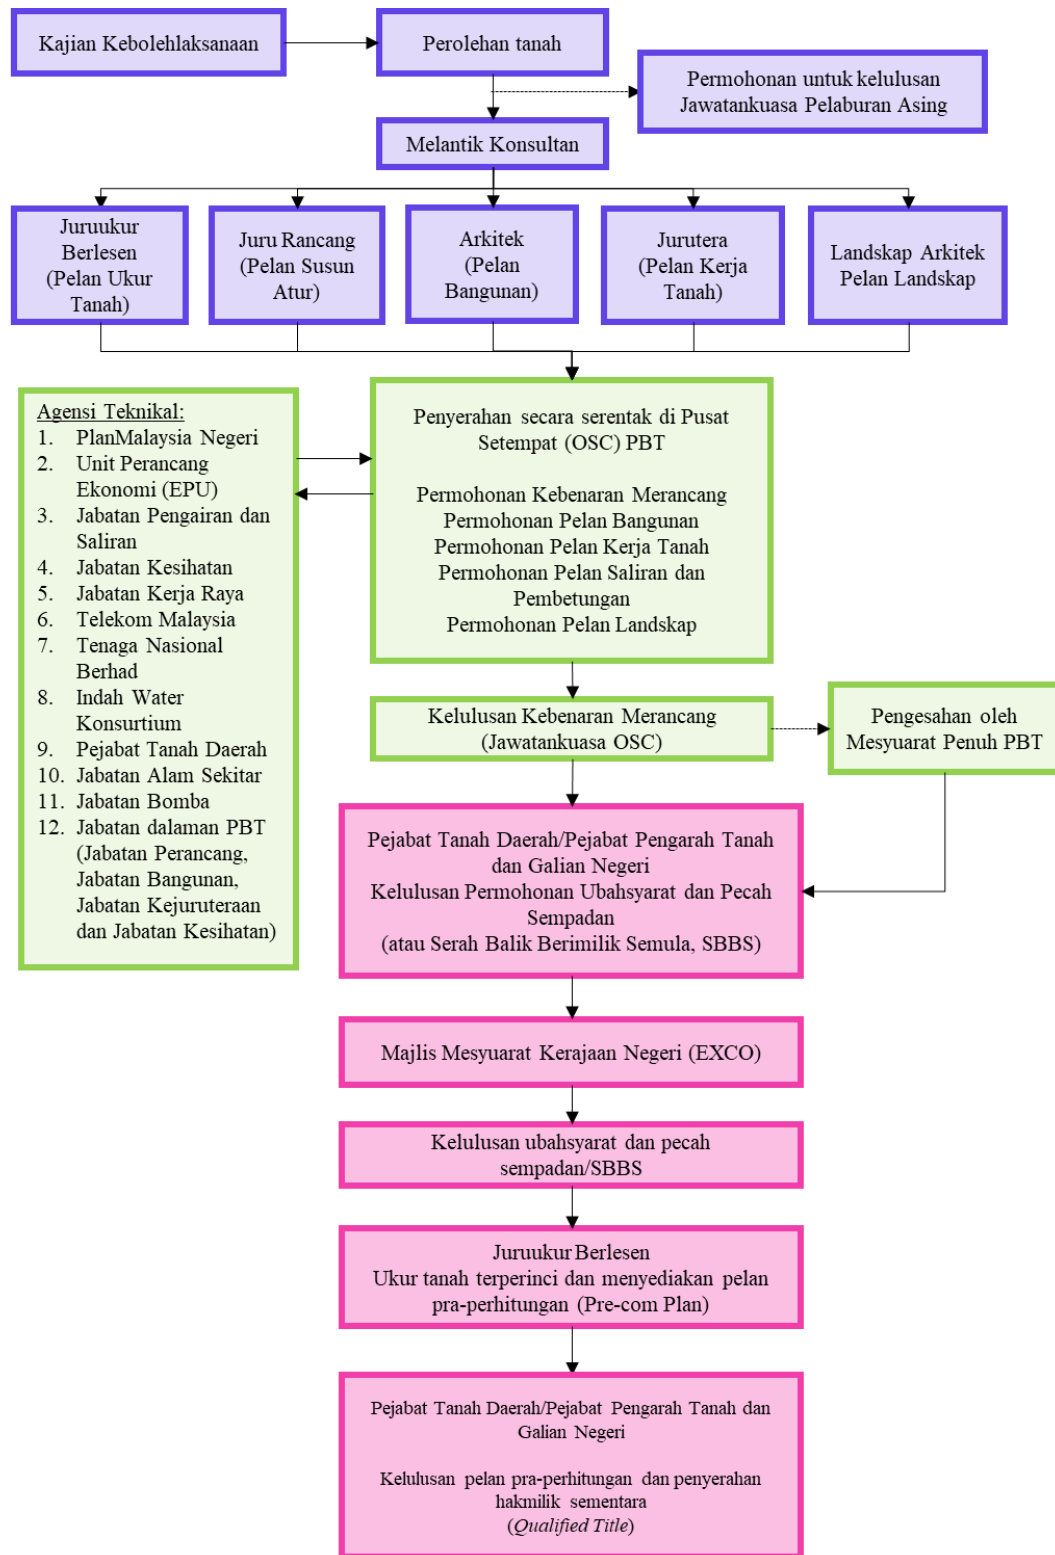 Kajian Kebolehlaksanaan
Perolehan tanah
Permohonan untuk kelulusan
Jawatankuasa Pelaburan Asing
Melantik Konsultan
Juruukur
Berlesen
(Pelan Ukur
Tanah)
Juru Rancang
(Pelan Susun
Atur)
Arkitek
(Pelan
Bangunan)
Jurutera
(Pelan Kerja
Tanah)
Landskap Arkitek
Pelan Landskap
Agensi Teknikal:
1. PlanMalaysia Negeri
2. Unit Perancang
Ekonomi (EPU)
3. Jabatan Pengairan dan
Saliran
4. Jabatan Kesihatan
5. Jabatan Kerja Raya
6. Telekom Malaysia
7. Tenaga Nasional
Berhad
8. Indah Water
Konsurtium
9. Pejabat Tanah Daerah
10. Jabatan Alam Sekitar
11. Jabatan Bomba
12. Jabatan dalaman PBT
(Jabatan Perancang,
Jabatan Bangunan,
Jabatan Kejuruteraan
dan Jabatan Kesihatan)
Penyerahan secara serentak di Pusat
Setempat (OSC) PBT
Permohonan Kebenaran Merancang
Permohonan Pelan Bangunan
Permohonan Pelan Kerja Tanah
Permohonan Pelan Saliran dan
Pembetungan
Permohonan Pelan Landskap
Kelulusan Kebenaran Merancang
(Jawatankuasa OSC)
Pengesahan oleh
Mesyuarat Penuh PBT
Pejabat Tanah Daerah/Pejabat Pengarah Tanah
dan Galian Negeri
Kelulusan Permohonan Ubahsyarat dan Pecah
Sempadan
(atau Serah Balik Berimilik Semula, SBBS)
Majlis Mesyuarat Kerajaan Negeri (EXCO)
Kelulusan ubahsyarat dan pecah
sempadan/SBBS
Juruukur Berlesen
Ukur tanah terperinci dan menyediakan pelan
pra-perhitungan (Pre-com Plan)
Pejabat Tanah Daerah/Pejabat Pengarah Tanah dan
Galian Negeri
Kelulusan pelan pra-perhitungan dan penyerahan
hakmilik sementara
(Qualified Title)